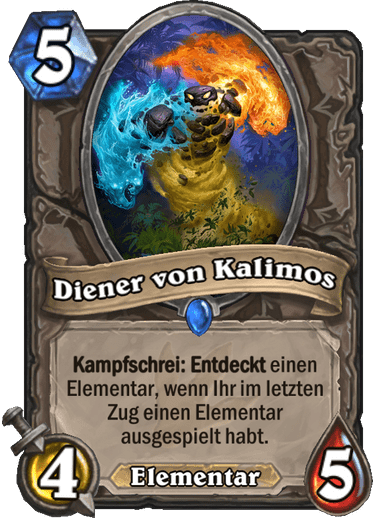 5
Diener von Kalimos
Kampfschrei: Entdeckt einen
Elementar, wenn Ihr im letzten
Zug einen Elementar
ausgespielt habt.
4
Elementar
5